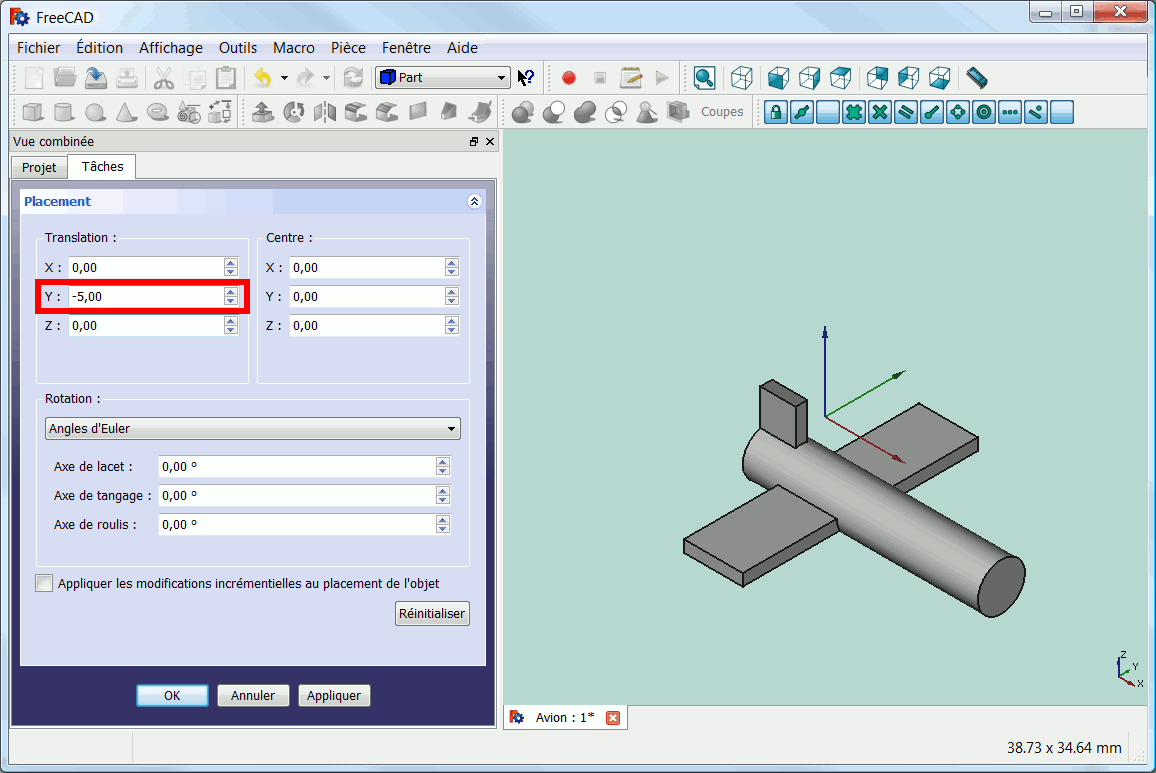 FreeCAD
Fichier Édition Affichage Outils Macro Pièce Fenêtre Aide
Part
Coupes
Vue combinée
Projet Tâches
Placement
Translation : Centre :
X : 0,00 X : 0,00
Y : -5,00 Y : 0,00
Z : 0,00 Z : 0,00
Rotation :
Angles d'Euler
Axe de lacet : 0,00 °
Axe de tangage : 0,00 °
Axe de roulis : 0,00 °
Appliquer les modifications incrémentielles au placement de l'objet
Réinitialiser
OK Annuler Appliquer
Z
Y
X
Avion : 1*
38.73 x 34.64 mm